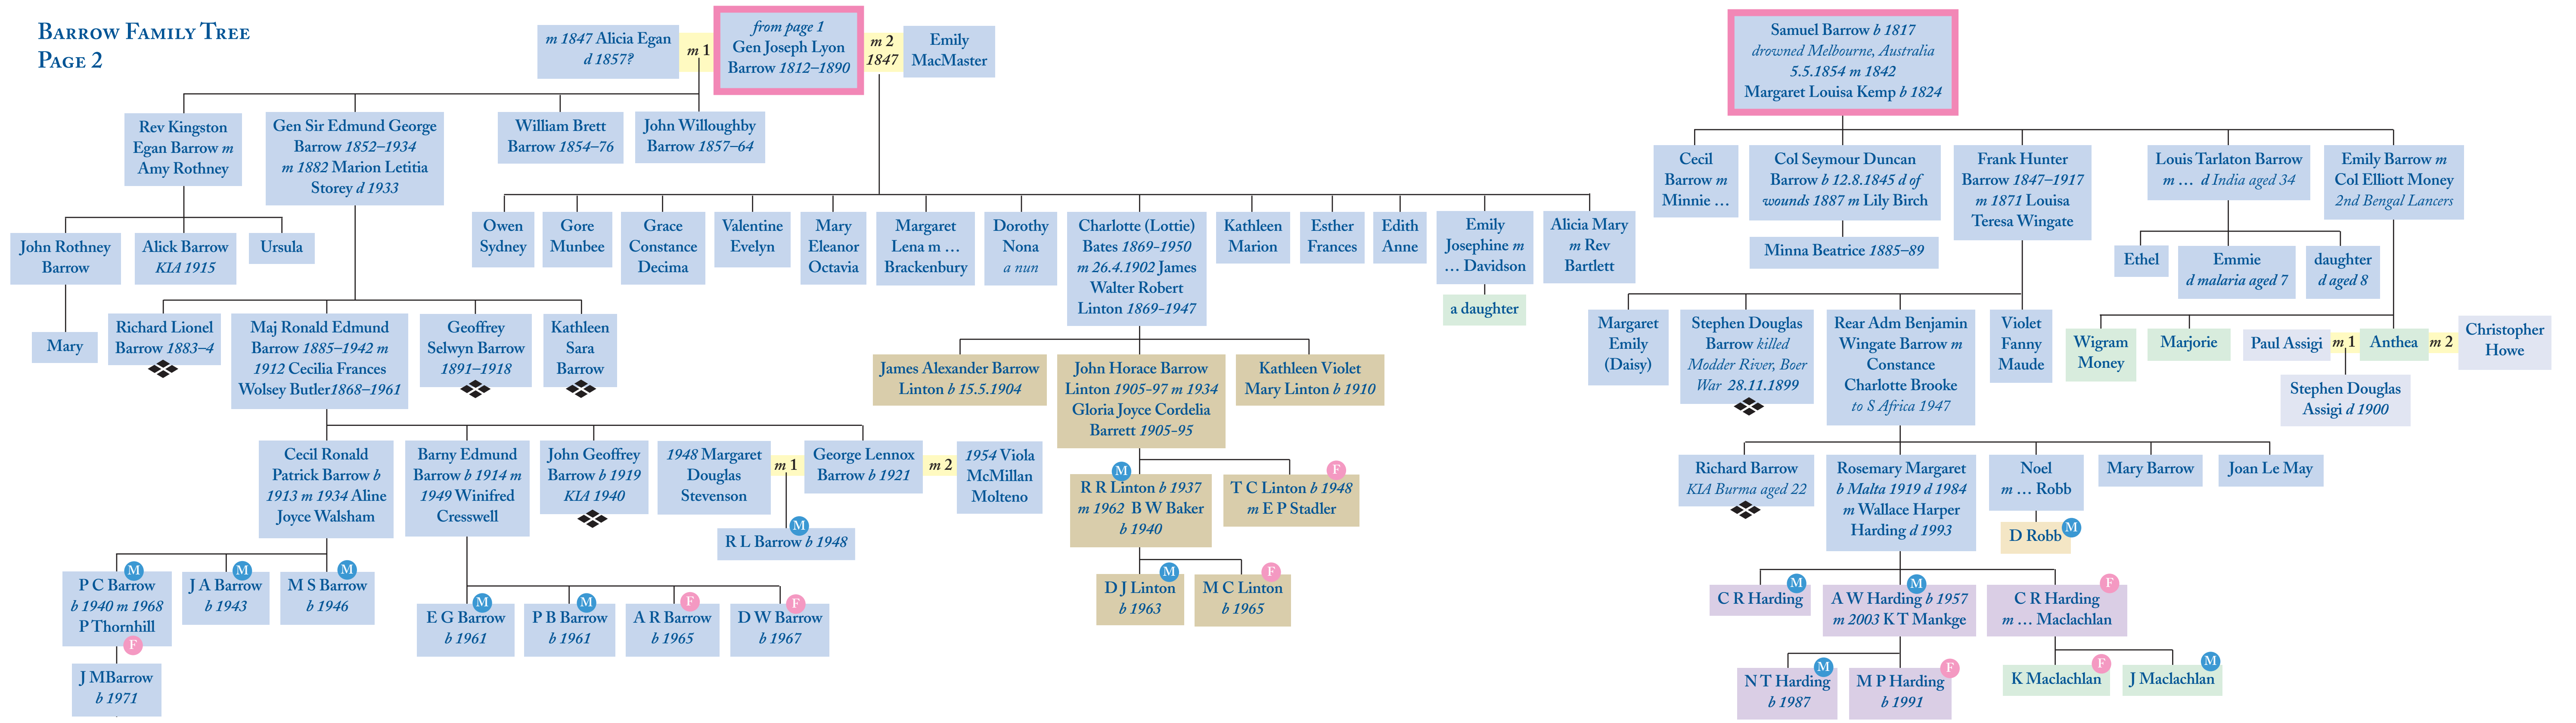 Barrow Family Tree
Page 2
m 1847 Alicia Egan
d 1857?
m 1
from page 1
Gen Joseph Lyon
Barrow 1812–1890
m 2
1847
Emily
MacMaster
Samuel Barrow b 1817
drowned Melbourne, Australia
5.5.1854 m 1842
Margaret Louisa Kemp b 1824
Rev Kingston
Egan Barrow m
Amy Rothney
Gen Sir Edmund George
Barrow 1852–1934
m 1882 Marion Letitia
Storey d 1933
William Brett
Barrow 1854–76
John Willoughby
Barrow 1857–64
Cecil
Barrow m
Minnie ...
Col Seymour Duncan
Barrow b 12.8.1845 d of
wounds 1887 m Lily Birch
Frank Hunter
Barrow 1847–1917
m 1871 Louisa
Teresa Wingate
Louis Tarlaton Barrow
m ... d India aged 34
Emily Barrow m
Col Elliott Money
2nd Bengal Lancers
John Rothney
Barrow
Alick Barrow
KIA 1915
Ursula
Owen
Sydney
Gore
Munbee
Grace
Constance
Decima
Valentine
Evelyn
Mary
Eleanor
Octavia
Margaret
Lena m ...
Brackenbury
Dorothy
Nona
a nun
Charlotte (Lottie)
Bates 1869-1950
m 26.4.1902 James
Walter Robert
Linton 1869-1947
Kathleen
Marion
Esther
Frances
Edith
Anne
Emily
Josephine m
... Davidson
Alicia Mary
m Rev
Bartlett
a daughter
Minna Beatrice 1885–89
Ethel
Emmie
d malaria aged 7
daughter
d aged 8
Mary
Richard Lionel
Barrow 1883–4
Maj Ronald Edmund
Barrow 1885–1942 m
1912 Cecilia Frances
Wolsey Butler1868–1961
Geoffrey
Selwyn Barrow
1891–1918
Kathleen
Sara
Barrow
Margaret
Emily
(Daisy)
Stephen Douglas
Barrow killed
Modder River, Boer
War 28.11.1899
Rear Adm Benjamin
Wingate Barrow m
Constance
Charlotte Brooke
to S Africa 1947
Violet
Fanny
Maude
Wigram
Money
Marjorie
Paul Assigi
m 1
Anthea
m 2
Christopher
Howe
Stephen Douglas
Assigi d 1900
James Alexander Barrow
Linton b 15.5.1904
John Horace Barrow
Linton 1905-97 m 1934
Gloria Joyce Cordelia
Barrett 1905-95
Kathleen Violet
Mary Linton b 1910
Cecil Ronald
Patrick Barrow b
1913 m 1934 Aline
Joyce Walsham
Barny Edmund
Barrow b 1914 m
1949 Winifred
Cresswell
John Geoffrey
Barrow b 1919
KIA 1940
1948 Margaret
Douglas
Stevenson
m 1
George Lennox
Barrow b 1921
m 2
1954 Viola
McMillan
Molteno
M
R L Barrow b 1948
M
R R Linton b 1937
m 1962 B W Baker
b 1940
F
T C Linton b 1948
m E P Stadler
Richard Barrow
KIA Burma aged 22
Rosemary Margaret
b Malta 1919 d 1984
m Wallace Harper
Harding d 1993
Noel
m ... Robb
Mary Barrow
Joan Le May
M
D Robb
M
P C Barrow
b 1940 m 1968
P Thornhill
F
M
J A Barrow
b 1943
M
M S Barrow
b 1946
M
E G Barrow
b 1961
M
P B Barrow
b 1961
F
A R Barrow
b 1965
F
D W Barrow
b 1967
M
D J Linton
b 1963
F
M C Linton
b 1965
M
C R Harding
M
A W Harding b 1957
m 2003 K T Mankge
F
C R Harding
m ... Maclachlan
J MBarrow
b 1971
M
N T Harding
b 1987
F
M P Harding
b 1991
F
K Maclachlan
M
J Maclachlan